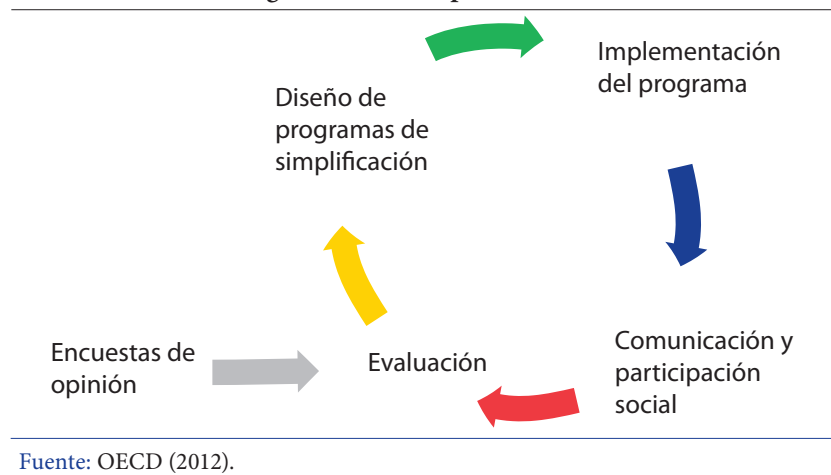 Implementación
del programa
Diseño de
programas de
simplificación
Encuestas de
opinión
Evaluación
Comunicación y
participación
social
Fuente: OECD (2012).